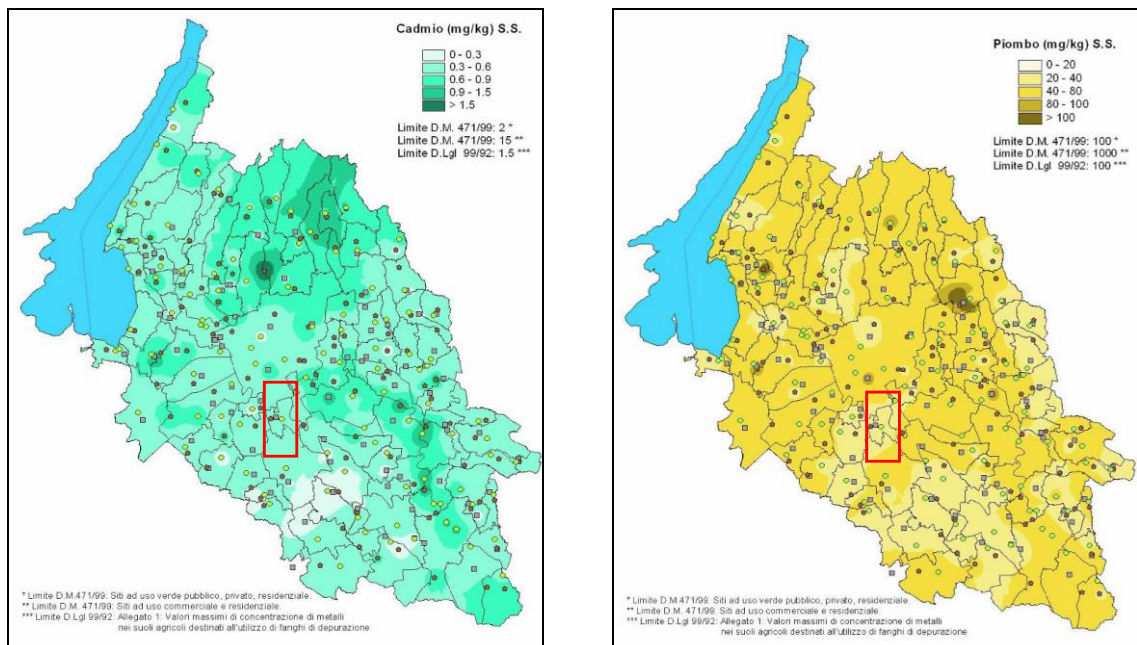 Cadmio (mg/kg) S.S.
0 - 0.3
0.3 - 0.6
0.6 - 0.9
0.9 - 1.5
> 1.5
Limite D.M. 471/99: 2 *
Limite D.M. 471/99: 15 **
Limite D.Lgl 99/92: 1.5 ***
* Limite D.M.471/99: Siti ad uso verde pubblico, privato, residenziale.
** Limite D.M. 471/99: Siti ad uso commerciale e residenziale.
*** Limite D.Lgl 99/92: Allegato 1: Valori massimi di concentrazione di metalli
nei suoli agricoli destinati all'utilizzo di fanghi di depurazione
Piombo (mg/kg) S.S.
0 - 20
20 - 40
40 - 80
80 - 100
> 100
Limite D.M. 471/99: 100 *
Limite D.M. 471/99: 1000 **
Limite D.Lgl 99/92: 100 ***
* Limite D.M.471/99: Siti ad uso verde pubblico, privato, residenziale.
** Limite D.M. 471/99: Siti ad uso commerciale e residenziale.
*** Limite D.Lgl 99/92: Allegato 1: Valori massimi di concentrazione di metalli
nei suoli agricoli destinati all'utilizzo di fanghi di depurazione